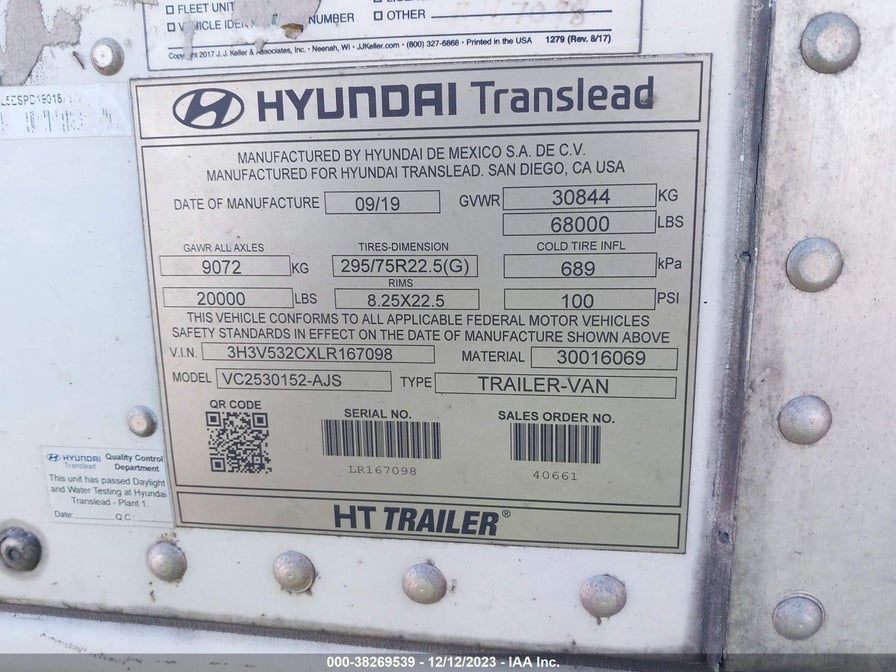 □ FLEET UNIT
□ VEHICLE IDEN NUMBER
□ OTHER
Copyright 2017 J. J. Keller & Associates, Inc. • Neenah, WI • JJKeller.com • (800) 327-6868 • Printed in the USA 1279 (Rev. 8/17)
HYUNDAI Translead
MANUFACTURED BY HYUNDAI DE MEXICO S.A. DE C.V.
MANUFACTURED FOR HYUNDAI TRANSLEAD. SAN DIEGO, CA USA
DATE OF MANUFACTURE 09/19 GVWR 30844 KG
68000 LBS
GAWR ALL AXLES TIRES-DIMENSION COLD TIRE INFL
9072 KG 295/75R22.5(G) 689 kPa
RIMS
20000 LBS 8.25X22.5 100 PSI
THIS VEHICLE CONFORMS TO ALL APPLICABLE FEDERAL MOTOR VEHICLES
SAFETY STANDARDS IN EFFECT ON THE DATE OF MANUFACTURE SHOWN ABOVE
V.I.N. 3H3V532CXLR167098 MATERIAL 30016069
MODEL VC2530152-AJS TYPE TRAILER-VAN
QR CODE SERIAL NO. SALES ORDER NO.
LR167098 40661
HT TRAILER®
HYUNDAI Translead Quality Control Department
This unit has passed Daylight
and Water Testing at Hyundai
Translead - Plant 1.
Date: Q.C.
000-38269539 - 12/12/2023 - IAA Inc.